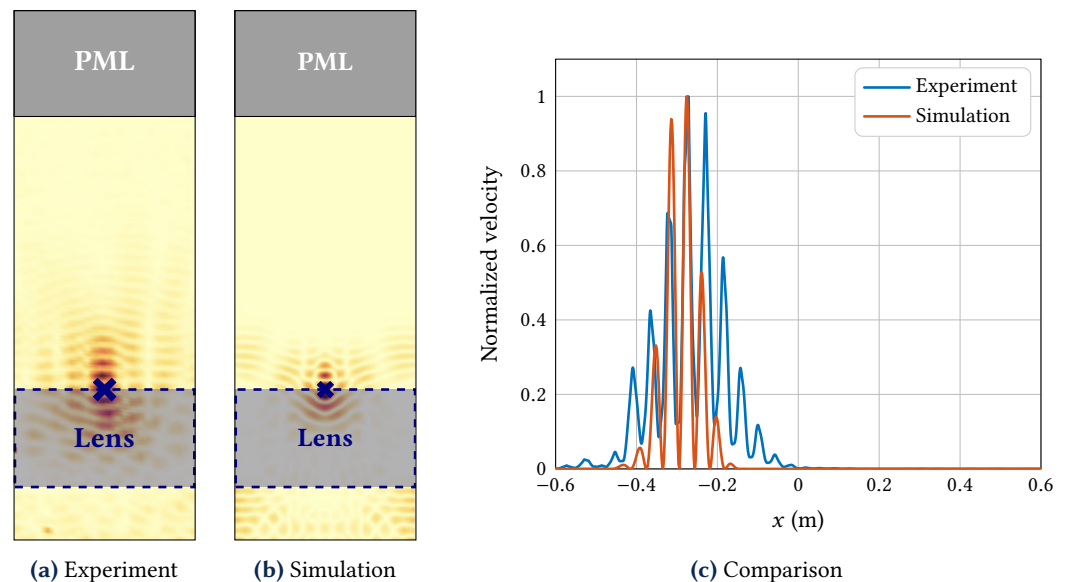 PML
Lens
(a) Experiment
PML
Lens
(b) Simulation
Normalized velocity
1
0.8
0.6
0.4
0.2
0
−0.6
−0.4
−0.2
0
0.2
0.4
0.6
x (m)
Experiment
Simulation
(c) Comparison